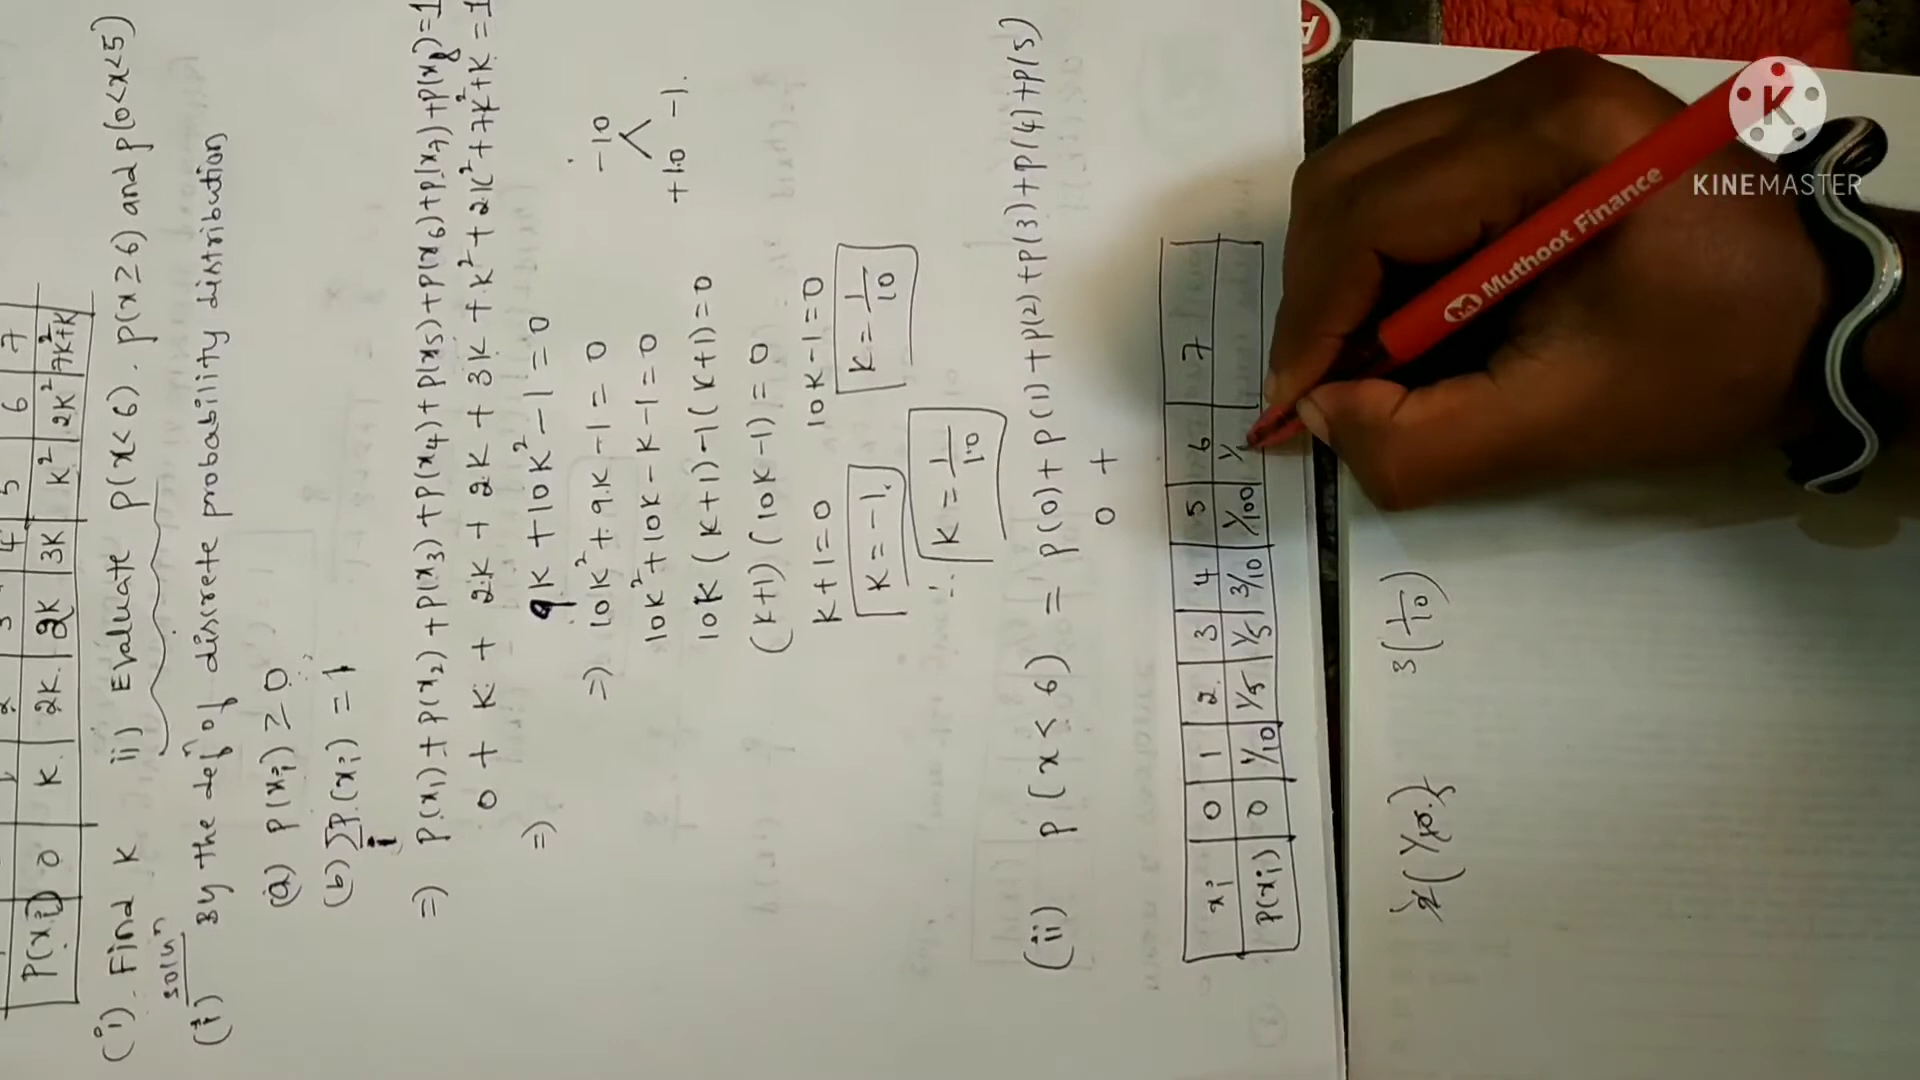 2 3 4 5 6 7
P(xi) 0 K 2K 2K 3K K² 2K² 7K²+K
(i) Find K ii) Evaluate P(x<6). P(x≥6) and P(0<x<5)
soluⁿ
(i) By the defⁿ of discrete probability distribution
(a) P(xi) ≥ 0
(b) ∑P(xi) = 1
i
=) P(x1) + P(x2) + P(x3) + P(x4) + P(x5) + P(x6) + P(x7) + P(x8) = 1
0 + K + 2K + 2K + 3K + K² + 2K² + 7K² + K = 1
=) 9K + 10K² - 1 = 0
=) 10K² + 9K - 1 = 0
-10
10K² + 10K - K - 1 = 0
+10 -1
10K (K+1) - 1 (K+1) = 0
(K+1) (10K-1) = 0
K+1=0 10K-1=0
K = -1 K = 1/10
∴ K = 1/10
(ii) P(x<6) = P(0) + P(1) + P(2) + P(3) + P(4) + P(5)
0 +
xi 0 1 2 3 4 5 6 7
P(xi) 0 1/10 1/5 1/5 3/10 1/100 1/
3(1/10)
KINEMASTER
Muthoot Finance